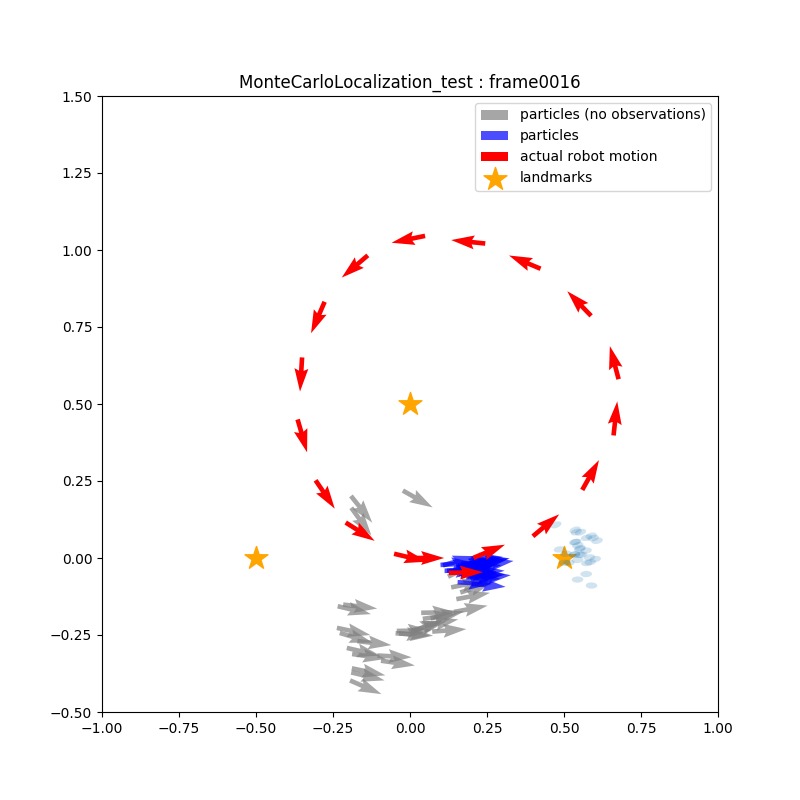 MonteCarloLocalization_test : frame0016
particles (no observations)
particles
actual robot motion
landmarks
1.50
1.25
1.00
0.75
0.50
0.25
0.00
−0.25
−0.50
−1.00 −0.75 −0.50 −0.25 0.00 0.25 0.50 0.75 1.00